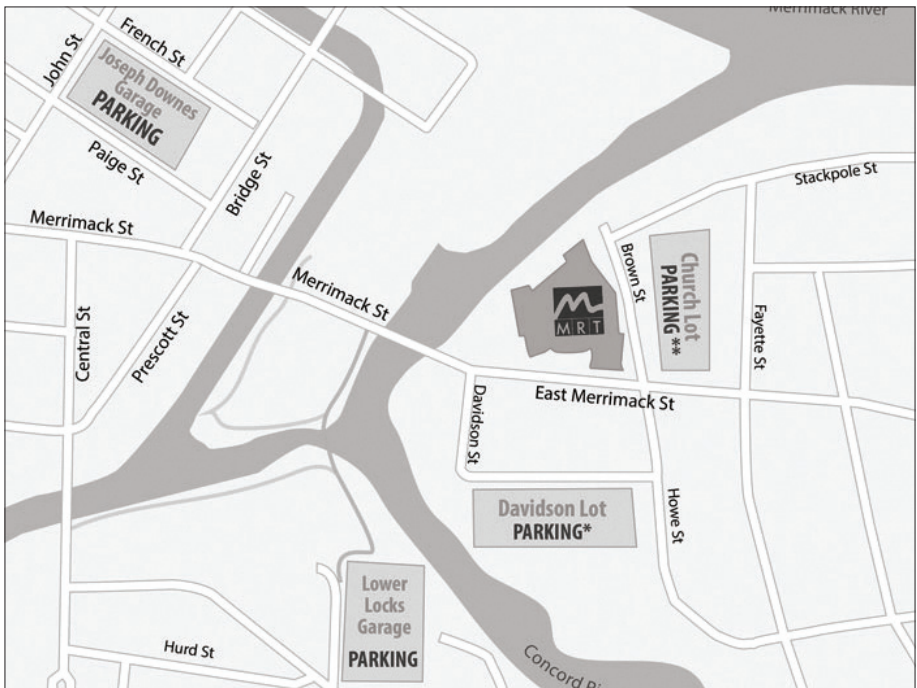 Merrimack River
French St
John St
Joseph Downes
Garage
PARKING
Paige St
Bridge St
Stackpole St
Merrimack St
Merrimack St
Brown St
Church Lot
PARKING**
M R T
Central St
Prescott St
Fayette St
East Merrimack St
Davidson St
Davidson Lot
PARKING*
Howe St
Lower
Locks
Garage
PARKING
Hurd St
Concord